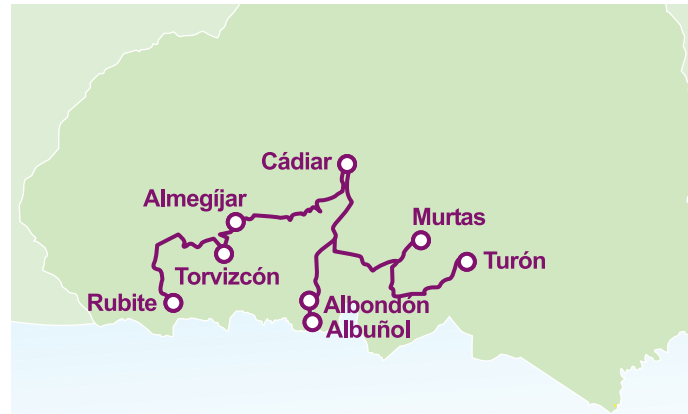 Cádiar
Almegíjar
Murtas
Torvizcón
Turón
Rubite
Albondón
Albuñol